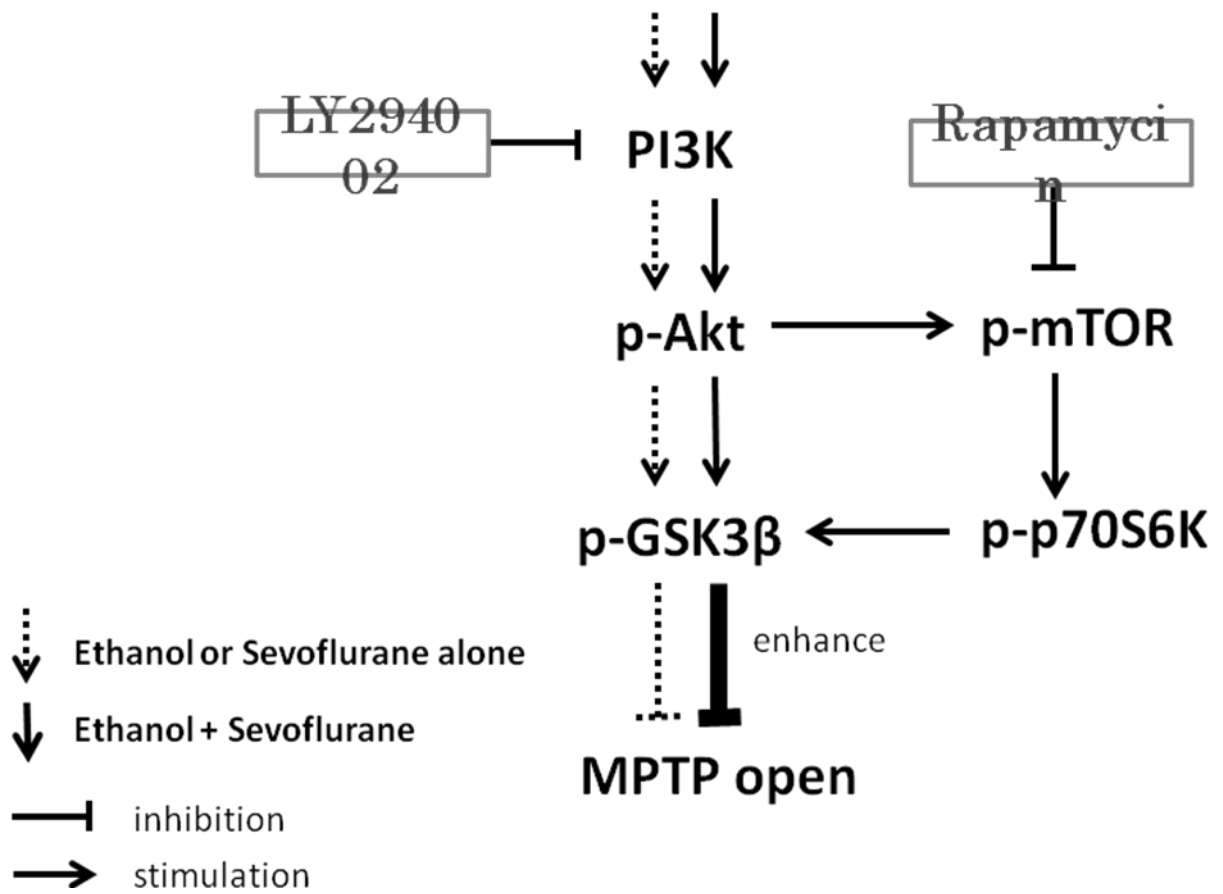 LY2940
02
PI3K
Rapamyci
n
p-Akt
p-mTOR
p-GSK3β
p-p70S6K
enhance
MPTP open
Ethanol or Sevoflurane alone
Ethanol + Sevoflurane
inhibition
stimulation